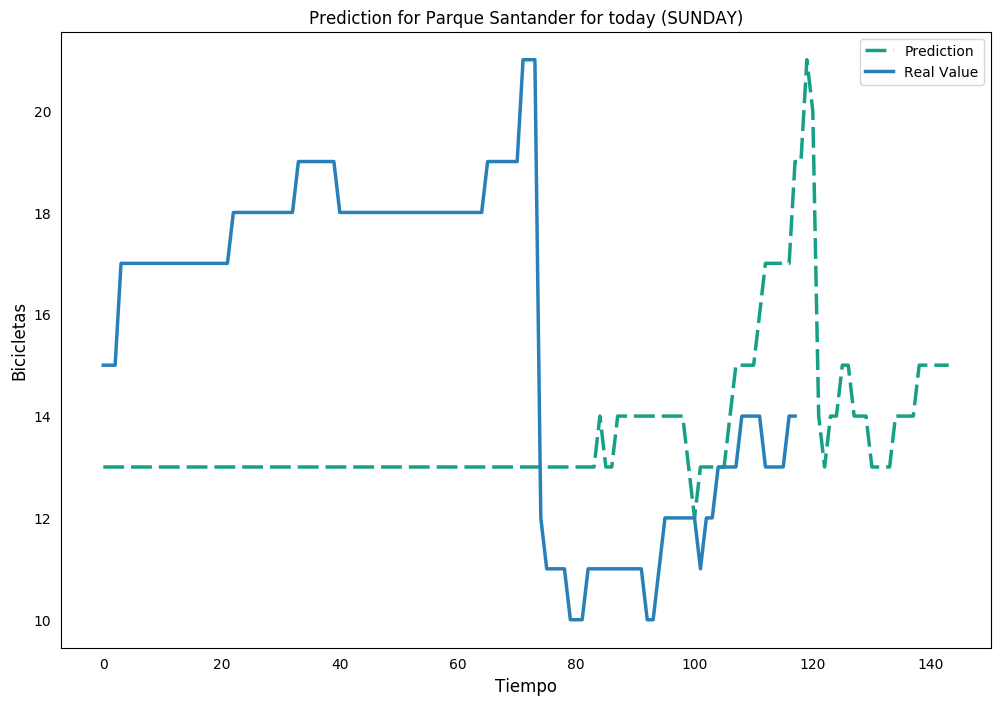 Prediction for Parque Santander for today (SUNDAY)
Prediction
Real Value
Bicicletas
20
18
16
14
12
10
0 20 40 60 80 100 120 140
Tiempo